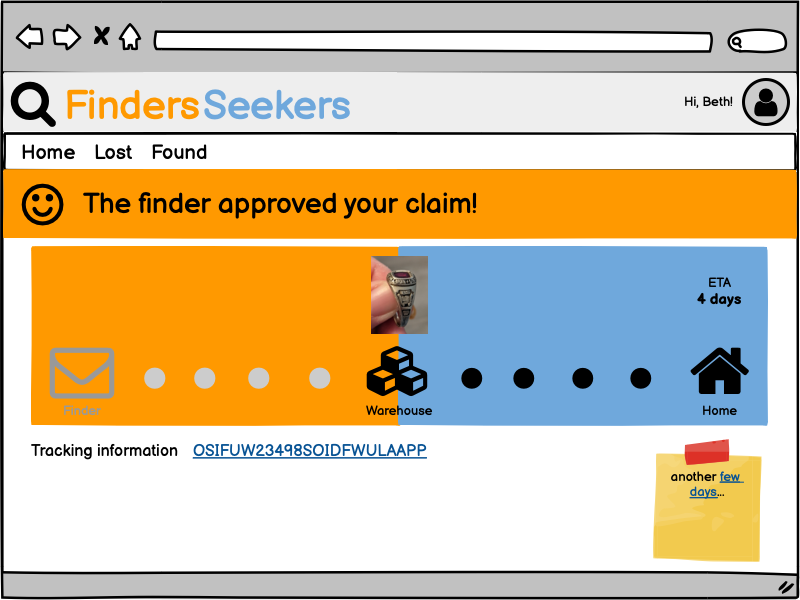 FindersSeekers
Hi, Beth!
Home Lost Found
The finder approved your claim!
ETA
4 days
Finder
Warehouse
Home
Tracking information OSIFUW23498SOIDFWULAAPP
another few
days...